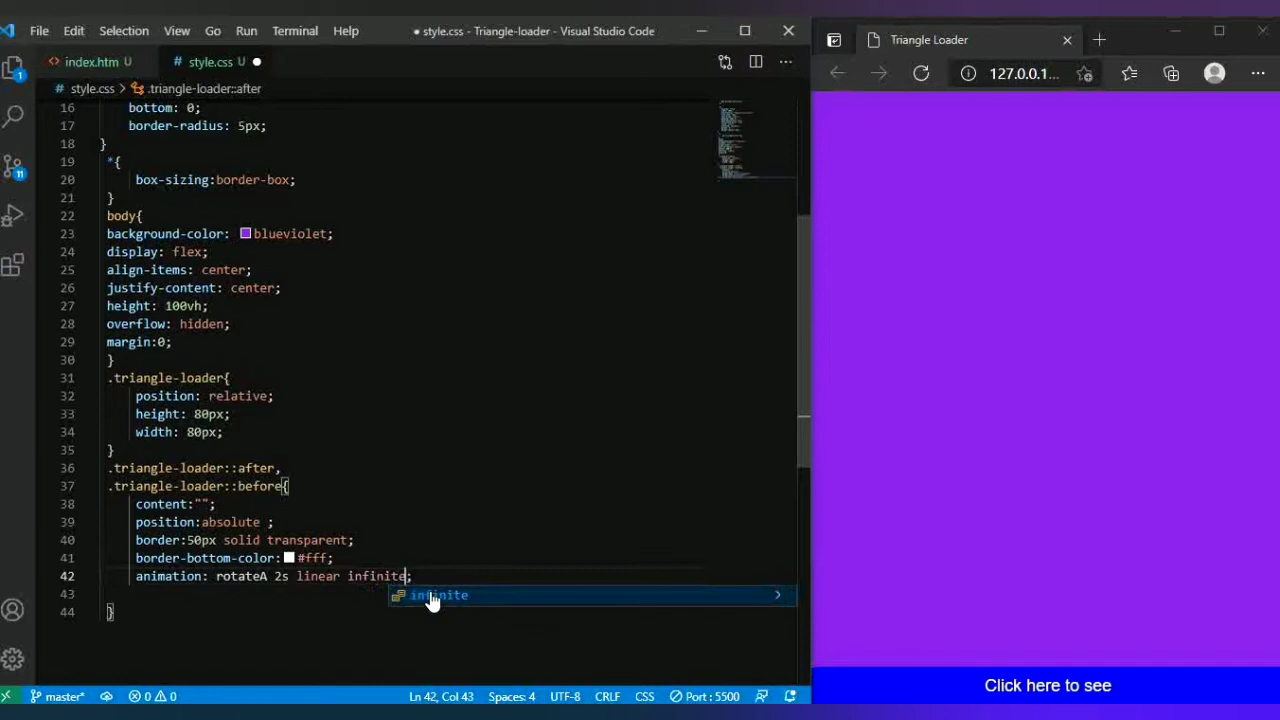 File Edit Selection View Go Run Terminal Help
● style.css - Triangle-loader - Visual Studio Code
Triangle Loader
<> index.htm U
# style.css U ●
127.0.0.1...
1
# style.css > .triangle-loader::after
16 bottom: 0;
17 border-radius: 5px;
18 }
19 *{
11
20 box-sizing:border-box;
21 }
22 body{
23 background-color: blueviolet;
24 display: flex;
25 align-items: center;
26 justify-content: center;
27 height: 100vh;
28 overflow: hidden;
29 margin:0;
30 }
31 .triangle-loader{
32 position: relative;
33 height: 80px;
34 width: 80px;
35 }
36 .triangle-loader::after,
37 .triangle-loader::before{
38 content:"";
39 position:absolute ;
40 border:50px solid transparent;
41 border-bottom-color: #fff;
42 animation: rotateA 2s linear infinite;
43
infinite
44 }
master* 0 0 Ln 42, Col 43 Spaces: 4 UTF-8 CRLF CSS Port : 5500
Click here to see